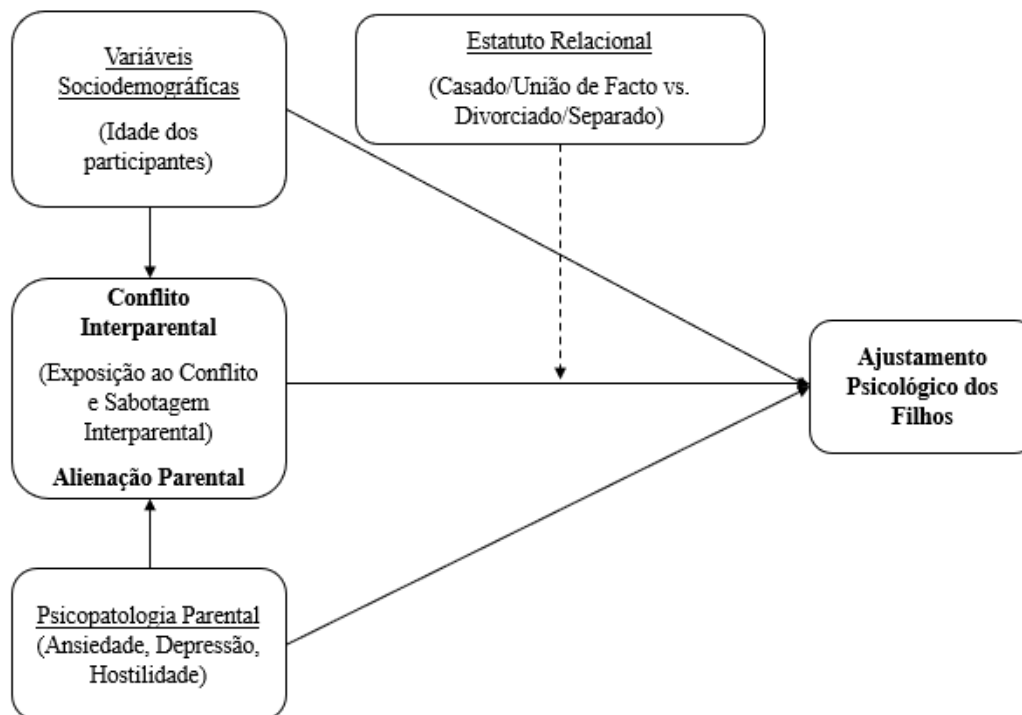 Variáveis
Sociodemográficas
(Idade dos
participantes)
Estatuto Relacional
(Casado/União de Facto vs.
Divorciado/Separado)
Conflito
Interparental
(Exposição ao Conflito
e Sabotagem
Interparental)
Alienação Parental
Ajustamento
Psicológico dos
Filhos
Psicopatologia Parental
(Ansiedade, Depressão,
Hostilidade)